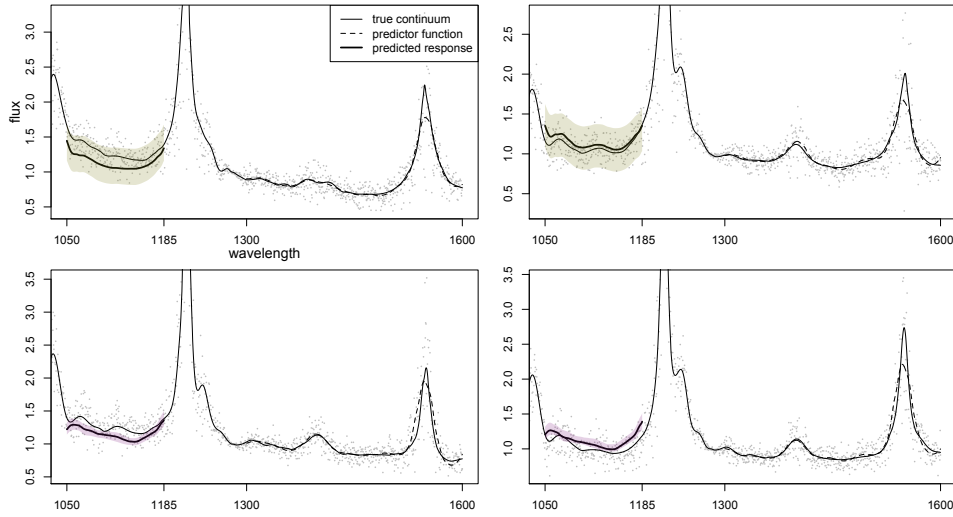 true continuum
predictor function
predicted response
flux
0.5 1.0 1.5 2.0 2.5 3.0
1050 1185 1300 1600
wavelength
0.5 1.0 1.5 2.0 2.5
1050 1185 1300 1600
0.5 1.0 1.5 2.0 2.5 3.0 3.5
1050 1185 1300 1600
1.0 1.5 2.0 2.5 3.0 3.5
1050 1185 1300 1600